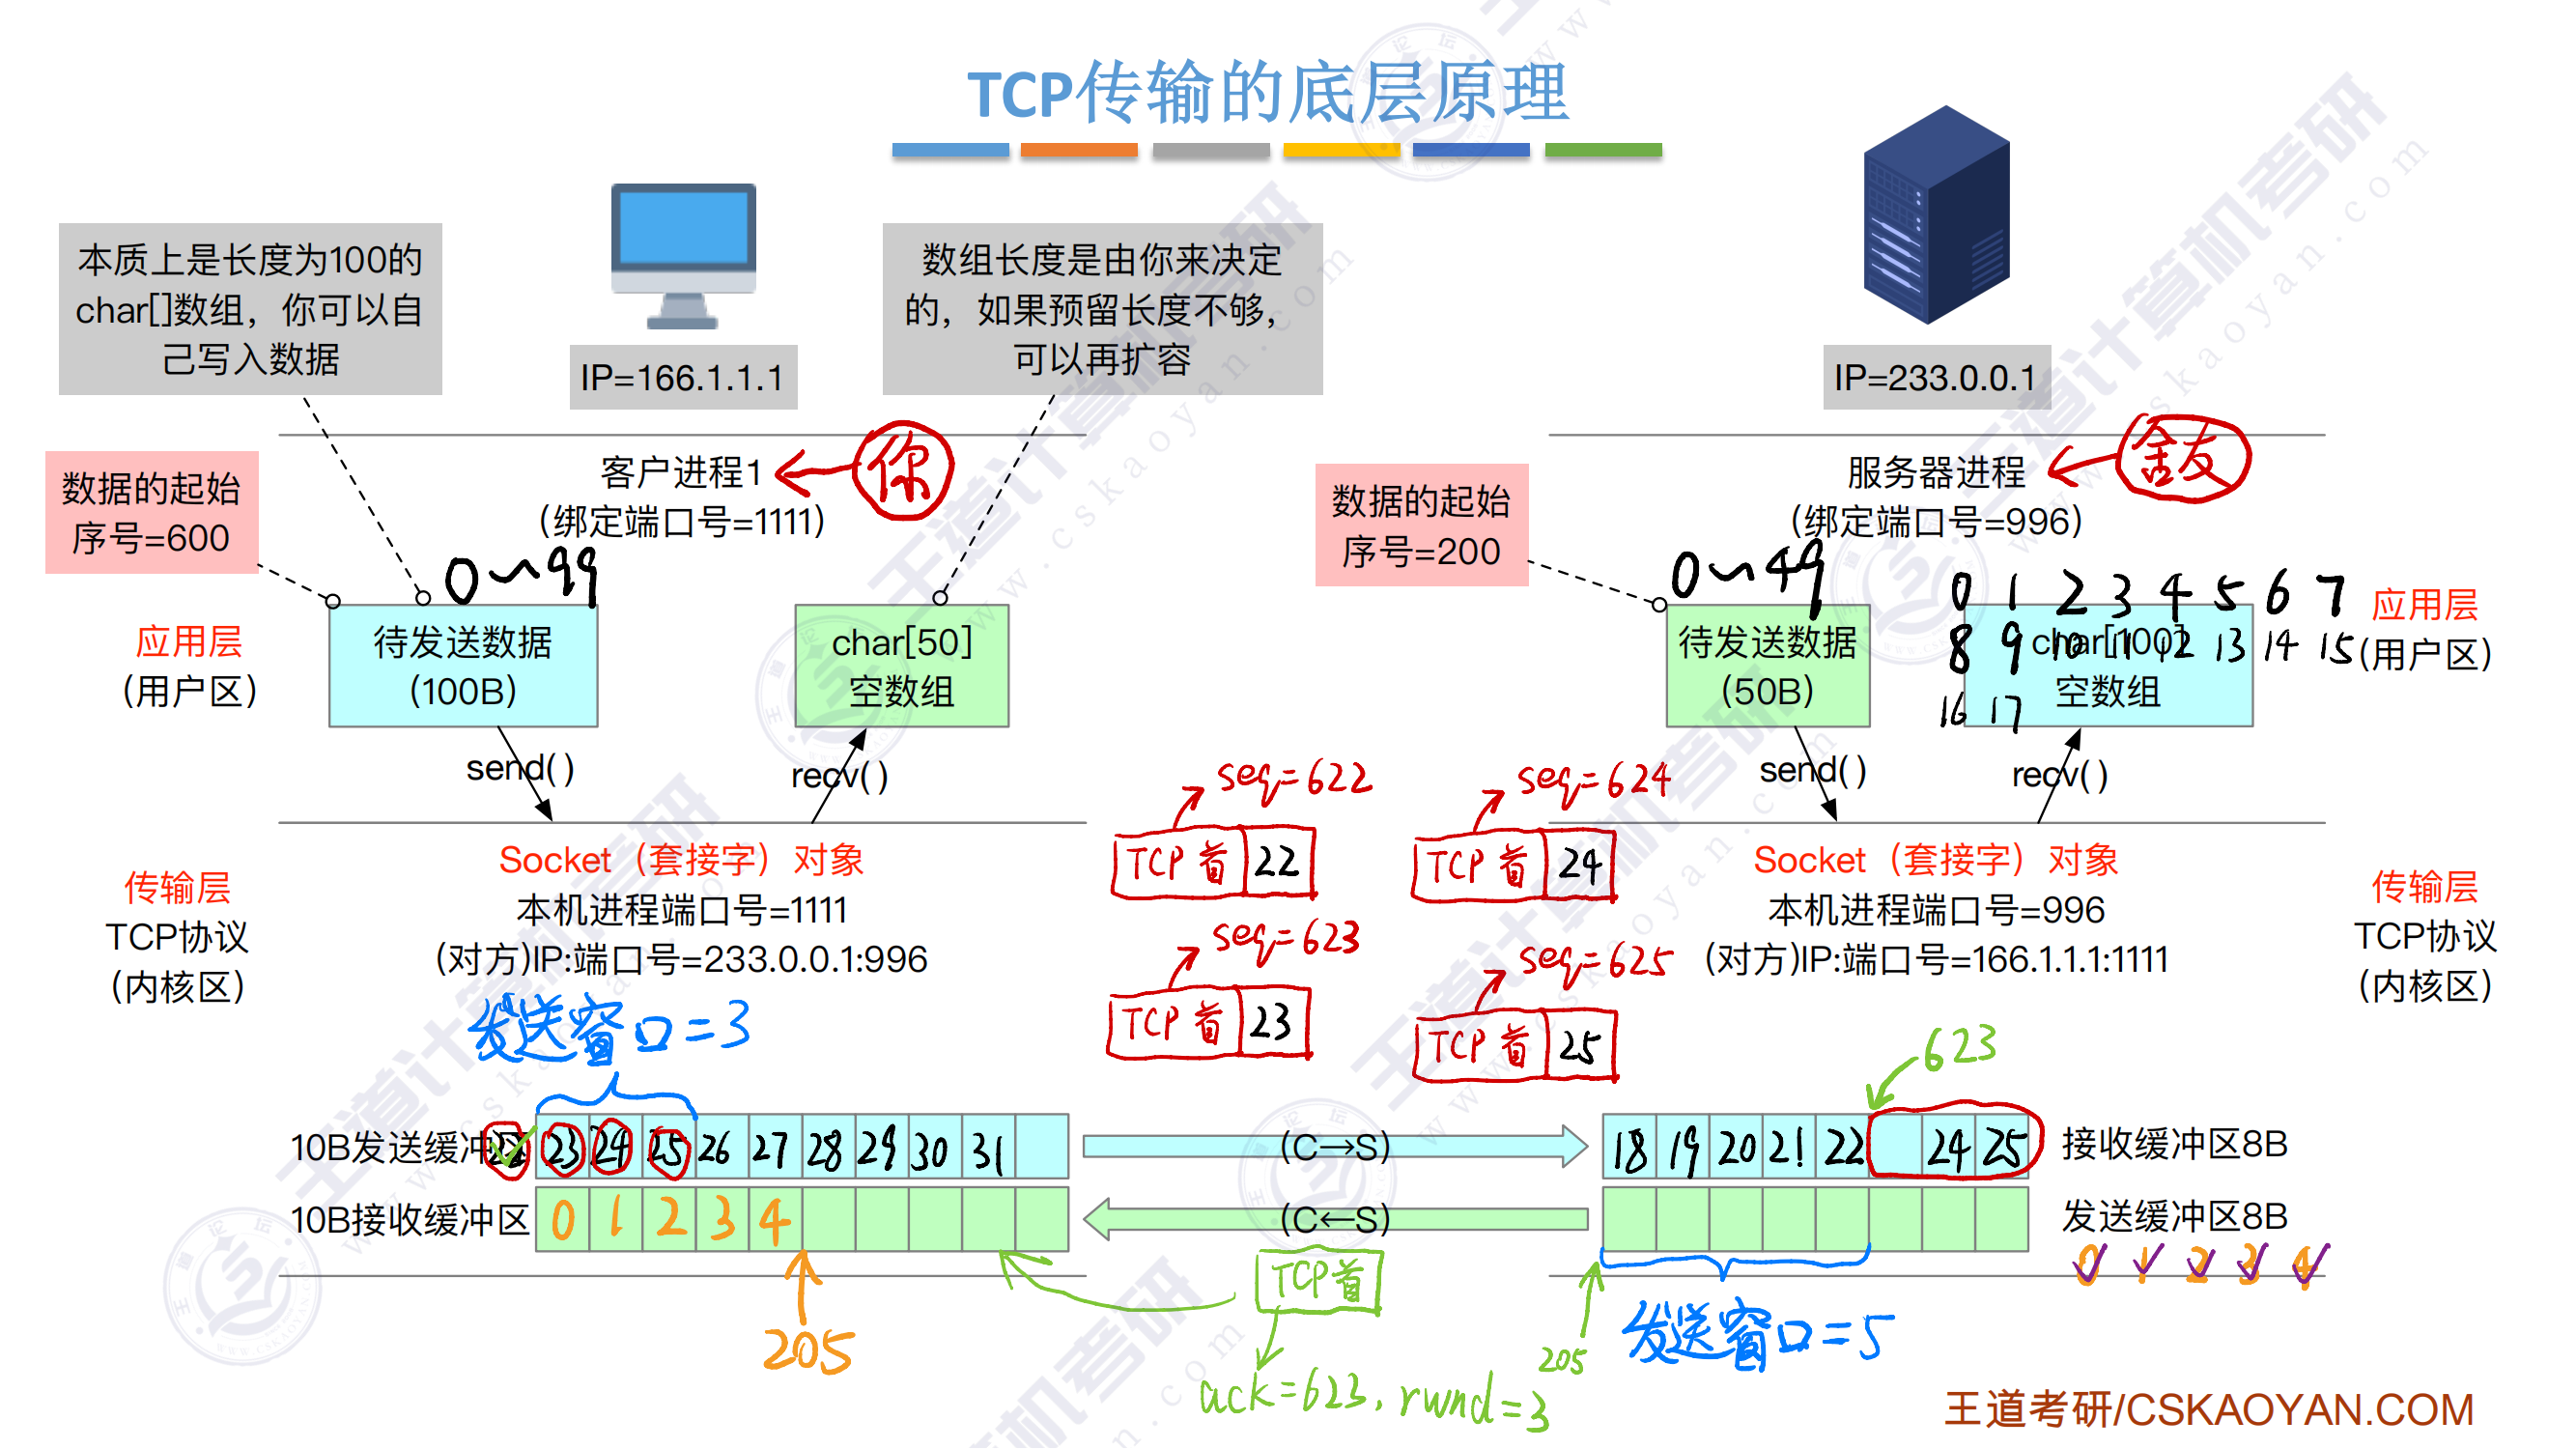 TCP传输的底层原理
本质上是长度为100的
char[]数组，你可以自
己写入数据
IP=166.1.1.1
数组长度是由你来决定
的，如果预留长度不够，
可以再扩容
IP=233.0.0.1
数据的起始
序号=600
客户进程1
(绑定端口号=1111)
你
数据的起始
序号=200
服务器进程
(绑定端口号=996)
0~99
0~49
应用层
(用户区)
待发送数据
(100B)
char[50]
空数组
待发送数据
(50B)
0 1 2 3 4 5 6 7
8 9 10 11 12 13 14 15
16 17
char[100]
空数组
应用层
(用户区)
send()
recv()
send()
recv()
seq=622
TCP首 22
seq=624
TCP首 24
seq=623
TCP首 23
seq=625
TCP首 25
传输层
TCP协议
(内核区)
Socket（套接字）对象
本机进程端口号=1111
(对方)IP:端口号=233.0.0.1:996
Socket（套接字）对象
本机进程端口号=996
(对方)IP:端口号=166.1.1.1:1111
传输层
TCP协议
(内核区)
发送窗口=3
623
10B发送缓冲区
22 23 24 25 26 27 28 29 30 31
(C→S)
18 19 20 21 22 24 25
接收缓冲区8B
10B接收缓冲区
0 1 2 3 4
(C←S)
发送缓冲区8B
0 1 2 3 4
205
TCP首
ack=623, rwnd=3
205
发送窗口=5
王道考研/CSKAOYAN.COM
王道计算机考研
www.cskaoyan.com